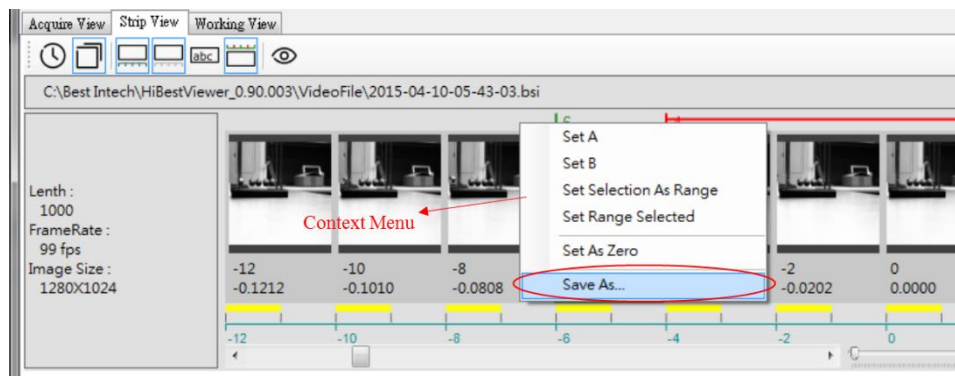 Acquire View Strip View Working View
abc
C:\Best Intech\HiBestViewer_0.90.003\VideoFile\2015-04-10-05-43-03.bsi
Lenth :
1000
FrameRate :
99 fps
Image Size :
1280X1024
Set A
Set B
Set Selection As Range
Set Range Selected
Set As Zero
Save As...
Context Menu
-12 -10 -8 -2 0
-0.1212 -0.1010 -0.0808 -0.0202 0.0000
-12 -10 -8 -6 -4 -2 0